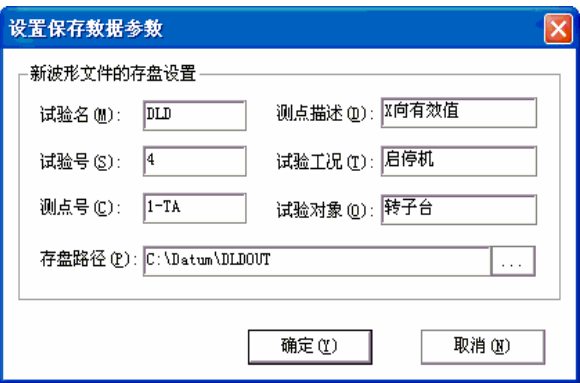 设置保存数据参数
新波形文件的存盘设置
试验名(M): DLD 测点描述(D): X向有效值
试验号(S): 4 试验工况(T): 启停机
测点号(C): 1-TA 试验对象(O): 转子台
存盘路径(P): C:\Datum\DLDOUT ...
确定(Y) 取消(N)